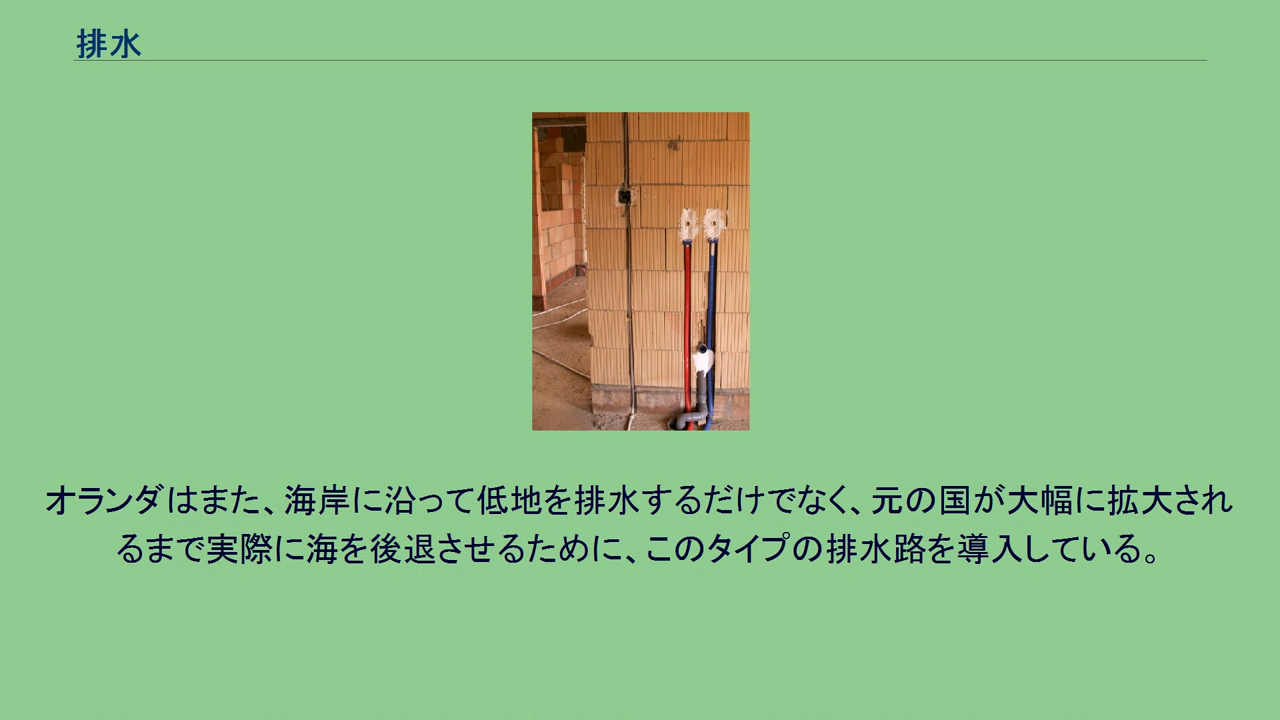 排水
オランダはまた、海岸に沿って低地を排水するだけでなく、元の国が大幅に拡大され
るまで実際に海を後退させるために、このタイプの排水路を導入している。